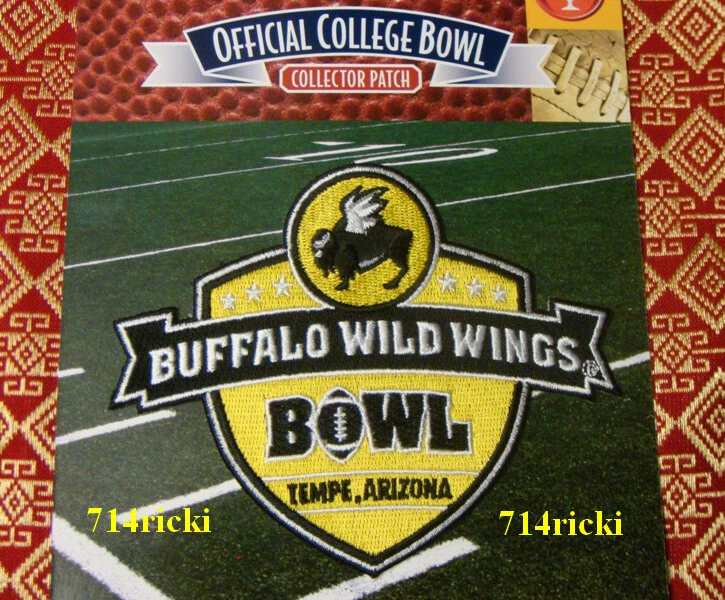 OFFICIAL COLLEGE BOWL
COLLECTOR PATCH
BUFFALO WILD WINGS®
BOWL
TEMPE, ARIZONA
714ricki
714ricki